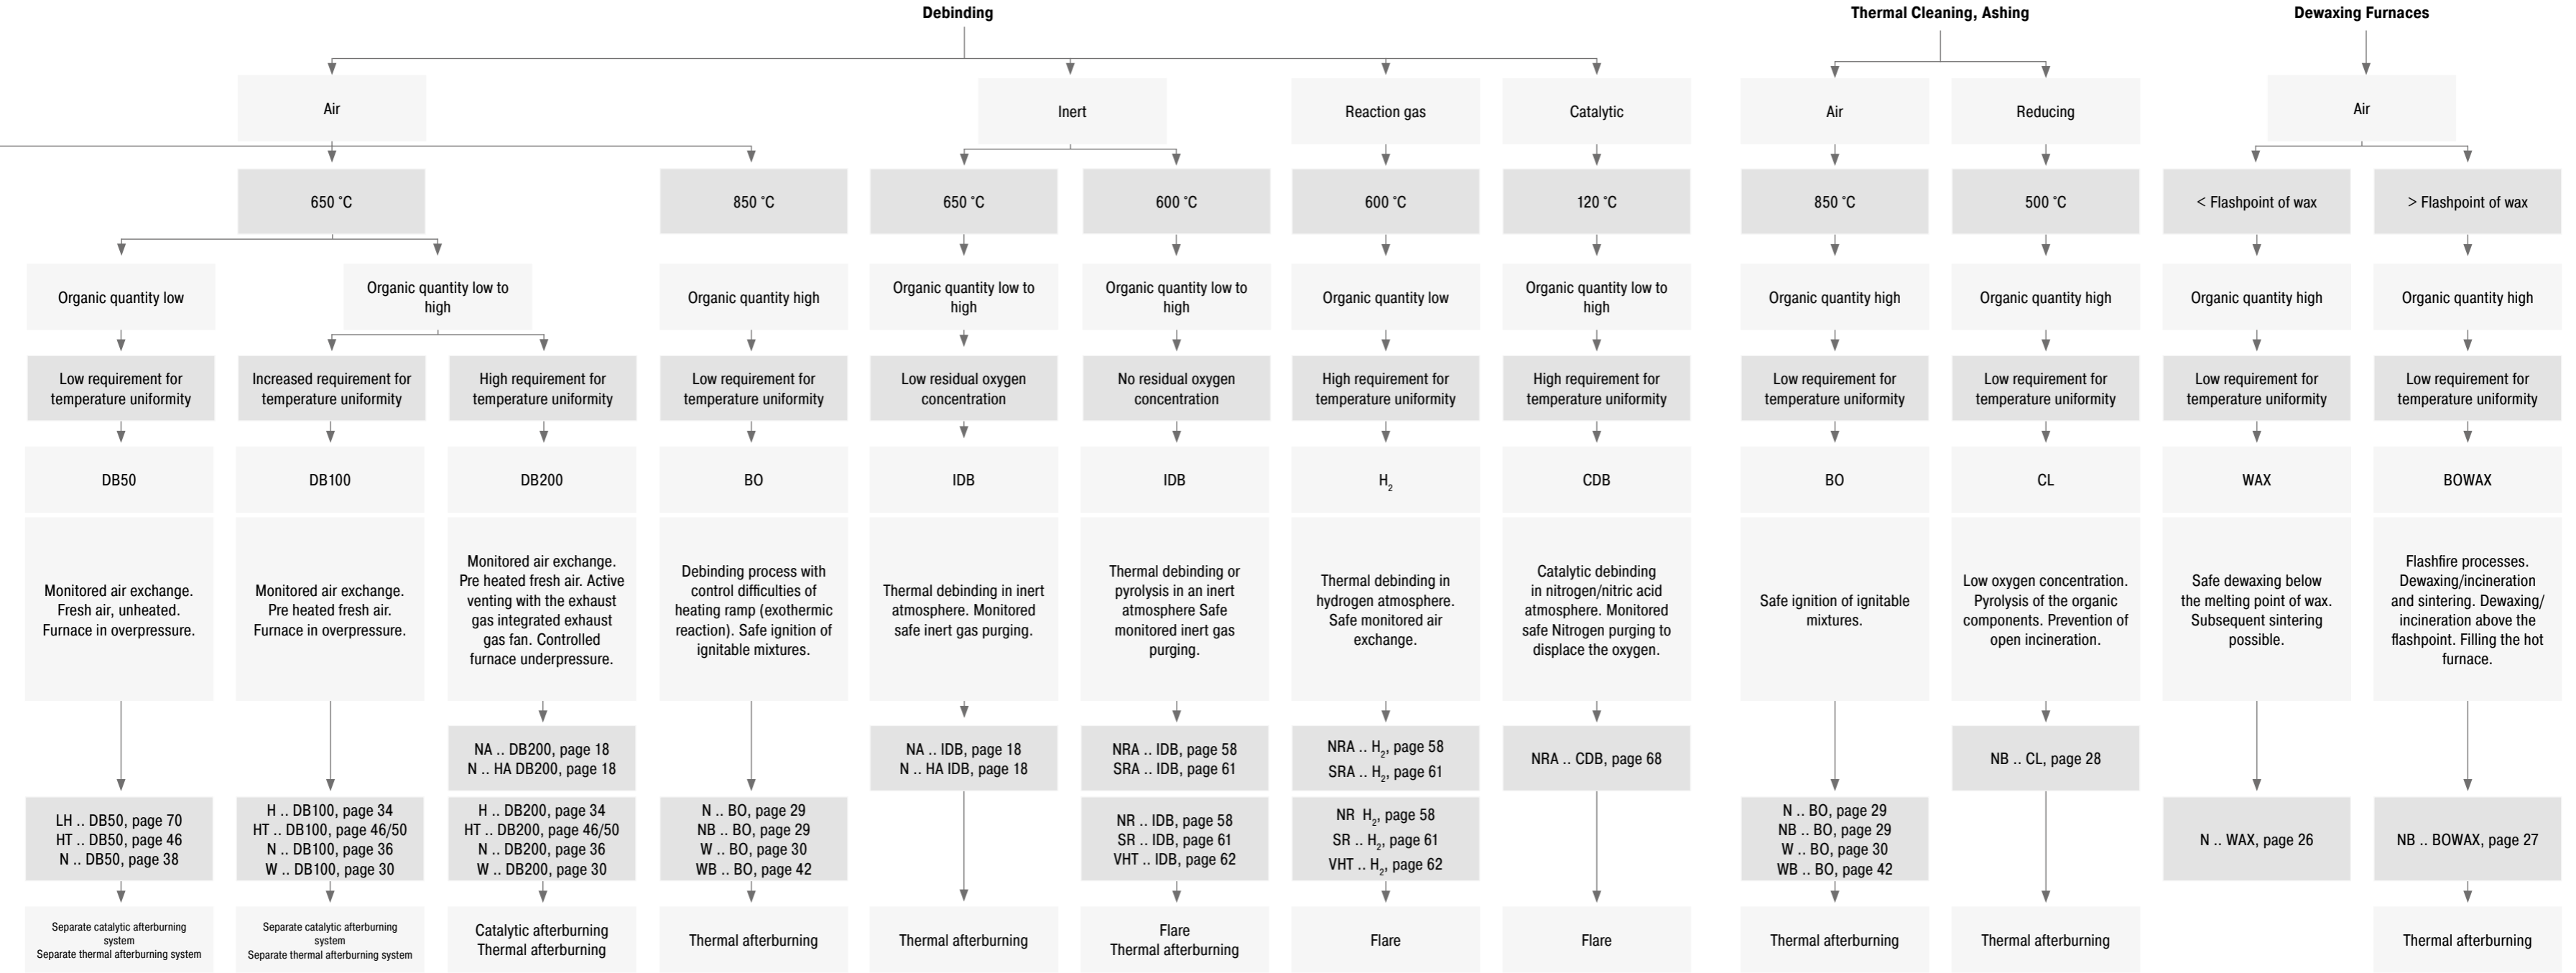 Debinding
Thermal Cleaning, Ashing
Dewaxing Furnaces
Air
Inert
Reaction gas
Catalytic
Air
Reducing
Air
650 °C
850 °C
650 °C
600 °C
600 °C
120 °C
850 °C
500 °C
< Flashpoint of wax
> Flashpoint of wax
Organic quantity low
Organic quantity low to
high
Organic quantity high
Organic quantity low to
high
Organic quantity low to
high
Organic quantity low
Organic quantity low to
high
Organic quantity high
Organic quantity high
Organic quantity high
Organic quantity high
Low requirement for
temperature uniformity
Increased requirement for
temperature uniformity
High requirement for
temperature uniformity
Low requirement for
temperature uniformity
Low residual oxygen
concentration
No residual oxygen
concentration
High requirement for
temperature uniformity
High requirement for
temperature uniformity
Low requirement for
temperature uniformity
Low requirement for
temperature uniformity
Low requirement for
temperature uniformity
Low requirement for
temperature uniformity
DB50
DB100
DB200
BO
IDB
IDB
H₂
CDB
BO
CL
WAX
BOWAX
Monitored air exchange.
Fresh air, unheated.
Furnace in overpressure.
Monitored air exchange.
Pre heated fresh air.
Furnace in overpressure.
Monitored air exchange.
Pre heated fresh air. Active
venting with the exhaust
gas integrated exhaust
gas fan. Controlled
furnace underpressure.
Debinding process with
control difficulties of
heating ramp (exothermic
reaction). Safe ignition of
ignitable mixtures.
Thermal debinding in inert
atmosphere. Monitored
safe inert gas purging.
Thermal debinding or
pyrolysis in an inert
atmosphere Safe
monitored inert gas
purging.
Thermal debinding in
hydrogen atmosphere.
Safe monitored air
exchange.
Catalytic debinding
in nitrogen/nitric acid
atmosphere. Monitored
safe Nitrogen purging to
displace the oxygen.
Safe ignition of ignitable
mixtures.
Low oxygen concentration.
Pyrolysis of the organic
components. Prevention of
open incineration.
Safe dewaxing below
the melting point of wax.
Subsequent sintering
possible.
Flashfire processes.
Dewaxing/incineration
and sintering. Dewaxing/
incineration above the
flashpoint. Filling the hot
furnace.
NA .. DB200, page 18
N .. HA DB200, page 18
NA .. IDB, page 18
N .. HA IDB, page 18
NRA .. IDB, page 58
SRA .. IDB, page 61
NRA .. H₂, page 58
SRA .. H₂, page 61
NRA .. CDB, page 68
NB .. CL, page 28
LH .. DB50, page 70
HT .. DB50, page 46
N .. DB50, page 38
H .. DB100, page 34
HT .. DB100, page 46/50
N .. DB100, page 36
W .. DB100, page 30
H .. DB200, page 34
HT .. DB200, page 46/50
N .. DB200, page 36
W .. DB200, page 30
N .. BO, page 29
NB .. BO, page 29
W .. BO, page 30
WB .. BO, page 42
NR .. IDB, page 58
SR .. IDB, page 61
VHT .. IDB, page 62
NR H₂, page 58
SR .. H₂, page 61
VHT .. H₂, page 62
N .. BO, page 29
NB .. BO, page 29
W .. BO, page 30
WB .. BO, page 42
N .. WAX, page 26
NB .. BOWAX, page 27
Separate catalytic afterburning
system
Separate thermal afterburning system
Separate catalytic afterburning
system
Separate thermal afterburning system
Catalytic afterburning
Thermal afterburning
Thermal afterburning
Thermal afterburning
Flare
Thermal afterburning
Flare
Flare
Thermal afterburning
Thermal afterburning
Thermal afterburning